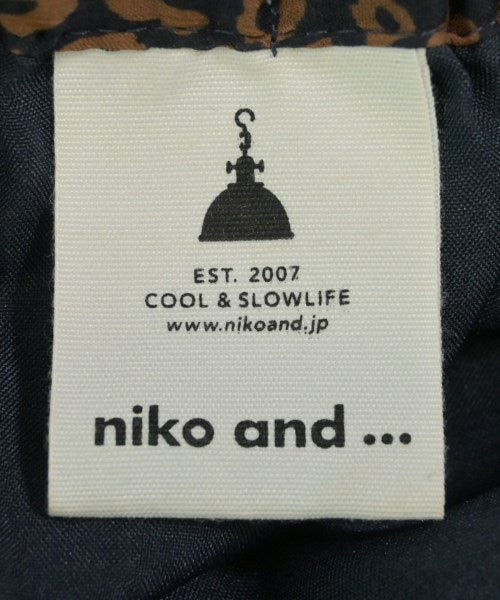 EST. 2007
COOL & SLOWLIFE
www.nikoand.jp
niko and ...